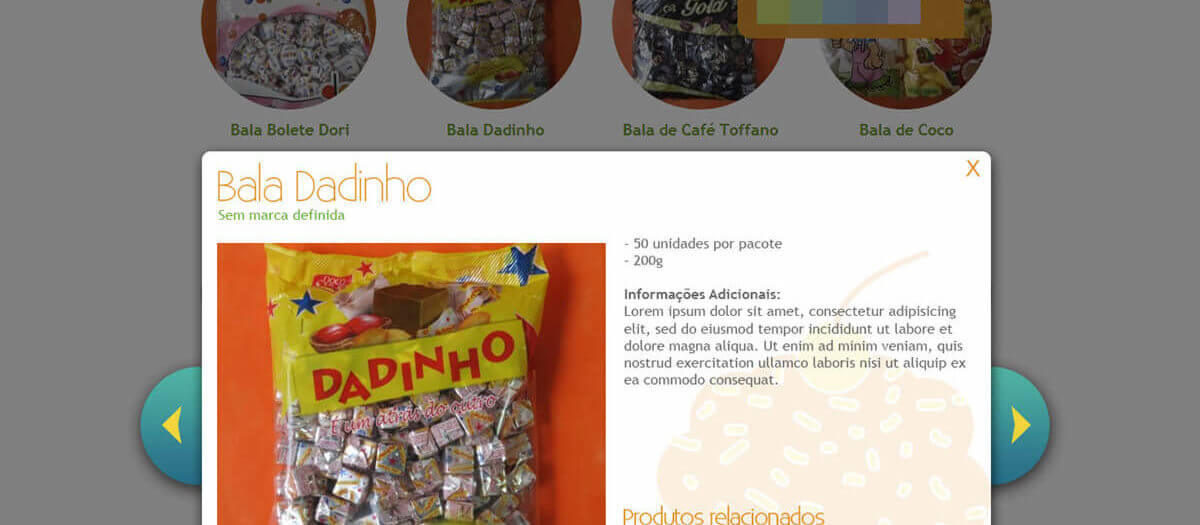 Gold
Bala Bolete Dori
Bala Dadinho
Bala de Café Toffano
Bala de Coco
X
Bala Dadinho
Sem marca definida
DADINHO
É um atrás do outro
- 50 unidades por pacote
- 200g
Informações Adicionais:
Lorem ipsum dolor sit amet, consectetur adipisicing
elit, sed do eiusmod tempor incididunt ut labore et
dolore magna aliqua. Ut enim ad minim veniam, quis
nostrud exercitation ullamco laboris nisi ut aliquip ex
ea commodo consequat.
Produtos relacionados